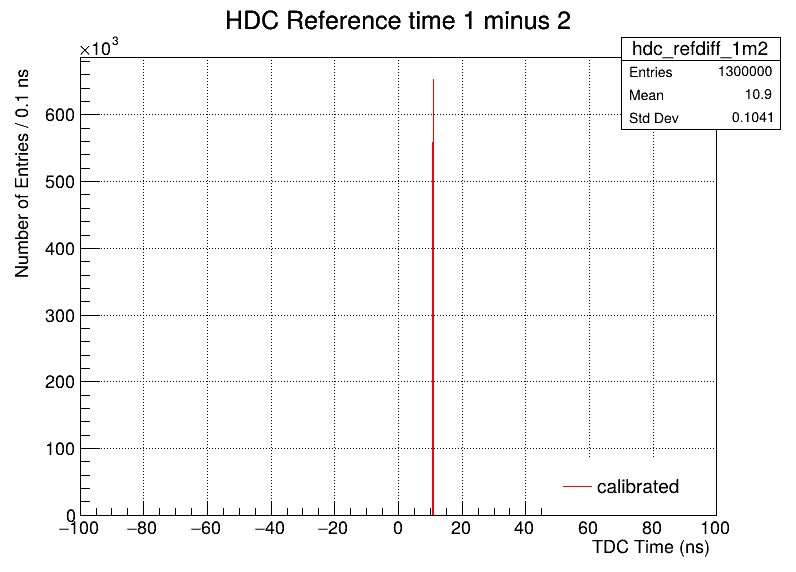 HDC Reference time 1 minus 2
×10³
hdc_refdiff_1m2
Entries 1300000
Mean 10.9
Std Dev 0.1041
Number of Entries / 0.1 ns
600
500
400
300
200
100
0
calibrated
−100 −80 −60 −40 −20 0 20 40 60 80 100
TDC Time (ns)